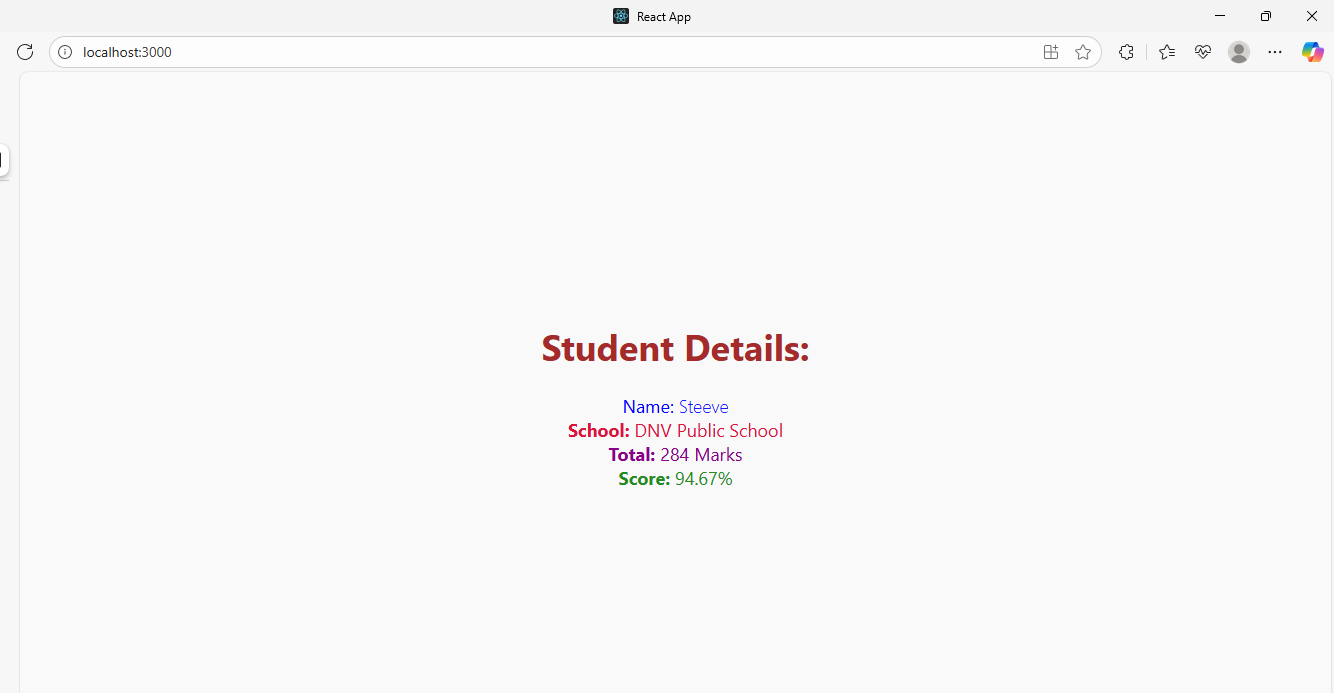 React App
localhost:3000
Student Details:
Name: Steeve
School: DNV Public School
Total: 284 Marks
Score: 94.67%